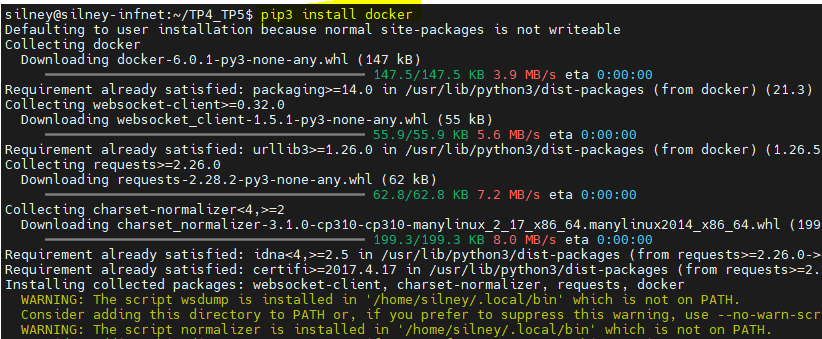 silney@silney-infnet:~/TP4_TP5$ pip3 install docker
Defaulting to user installation because normal site-packages is not writeable
Collecting docker
Downloading docker-6.0.1-py3-none-any.whl (147 kB)
147.5/147.5 KB 3.9 MB/s eta 0:00:00
Requirement already satisfied: packaging>=14.0 in /usr/lib/python3/dist-packages (from docker) (21.3)
Collecting websocket-client>=0.32.0
Downloading websocket_client-1.5.1-py3-none-any.whl (55 kB)
55.9/55.9 KB 5.6 MB/s eta 0:00:00
Requirement already satisfied: urllib3>=1.26.0 in /usr/lib/python3/dist-packages (from docker) (1.26.5
Collecting requests>=2.26.0
Downloading requests-2.28.2-py3-none-any.whl (62 kB)
62.8/62.8 KB 7.2 MB/s eta 0:00:00
Collecting charset-normalizer<4,>=2
Downloading charset_normalizer-3.1.0-cp310-cp310-manylinux_2_17_x86_64.manylinux2014_x86_64.whl (199
199.3/199.3 KB 8.0 MB/s eta 0:00:00
Requirement already satisfied: idna<4,>=2.5 in /usr/lib/python3/dist-packages (from requests>=2.26.0->
Requirement already satisfied: certifi>=2017.4.17 in /usr/lib/python3/dist-packages (from requests>=2.
Installing collected packages: websocket-client, charset-normalizer, requests, docker
WARNING: The script wsdump is installed in '/home/silney/.local/bin' which is not on PATH.
Consider adding this directory to PATH or, if you prefer to suppress this warning, use --no-warn-scr
WARNING: The script normalizer is installed in '/home/silney/.local/bin' which is not on PATH.